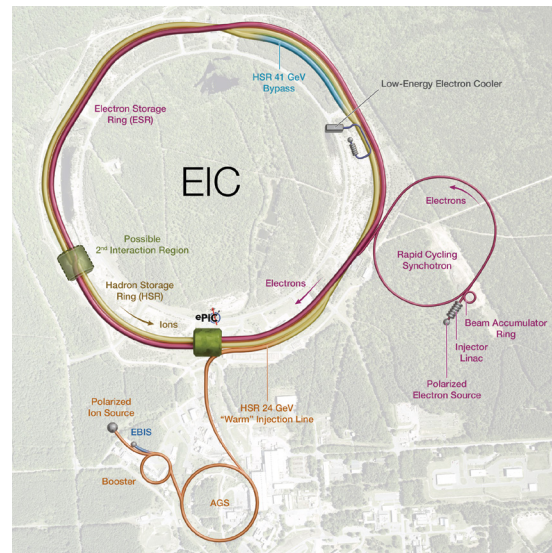 HSR 41 GeV
Bypass
Low-Energy Electron Cooler
Electron Storage
Ring (ESR)
EIC
Electrons
Possible
2nd Interaction Region
Rapid Cycling
Synchotron
Hadron Storage
Ring (HSR)
Electrons
Ions
ePIC
Beam Accumulator
Ring
Injector
Linac
Polarized
Electron Source
HSR 24 GeV
"Warm" Injection Line
Polarized
Ion Source
EBIS
Booster
AGS